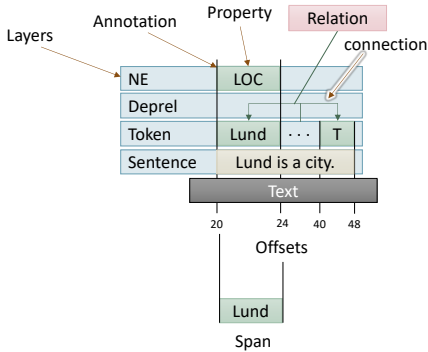 Property
Annotation
Relation
Layers
connection
NE LOC
Deprel
Token Lund ... T
Sentence Lund is a city.
Text
20 24 40 48
Offsets
Lund
Span